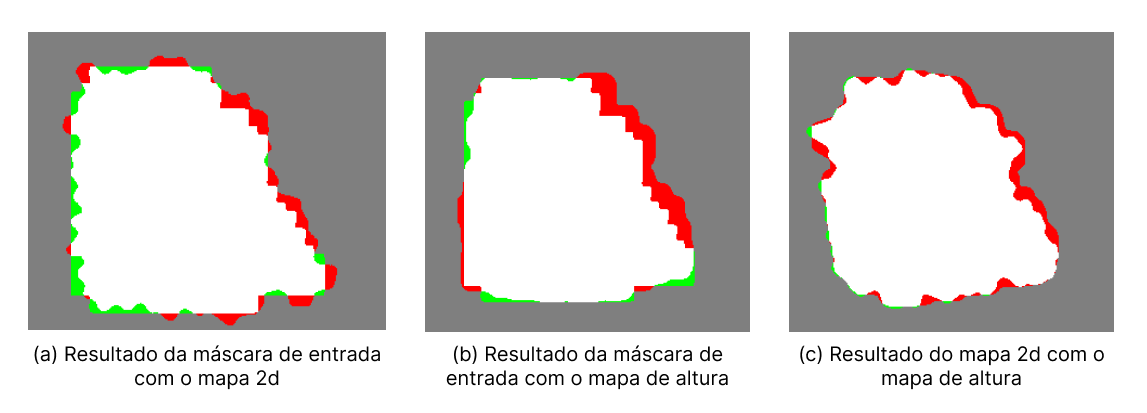 (a) Resultado da máscara de entrada
com o mapa 2d
(b) Resultado da máscara de
entrada com o mapa de altura
(c) Resultado do mapa 2d com o
mapa de altura